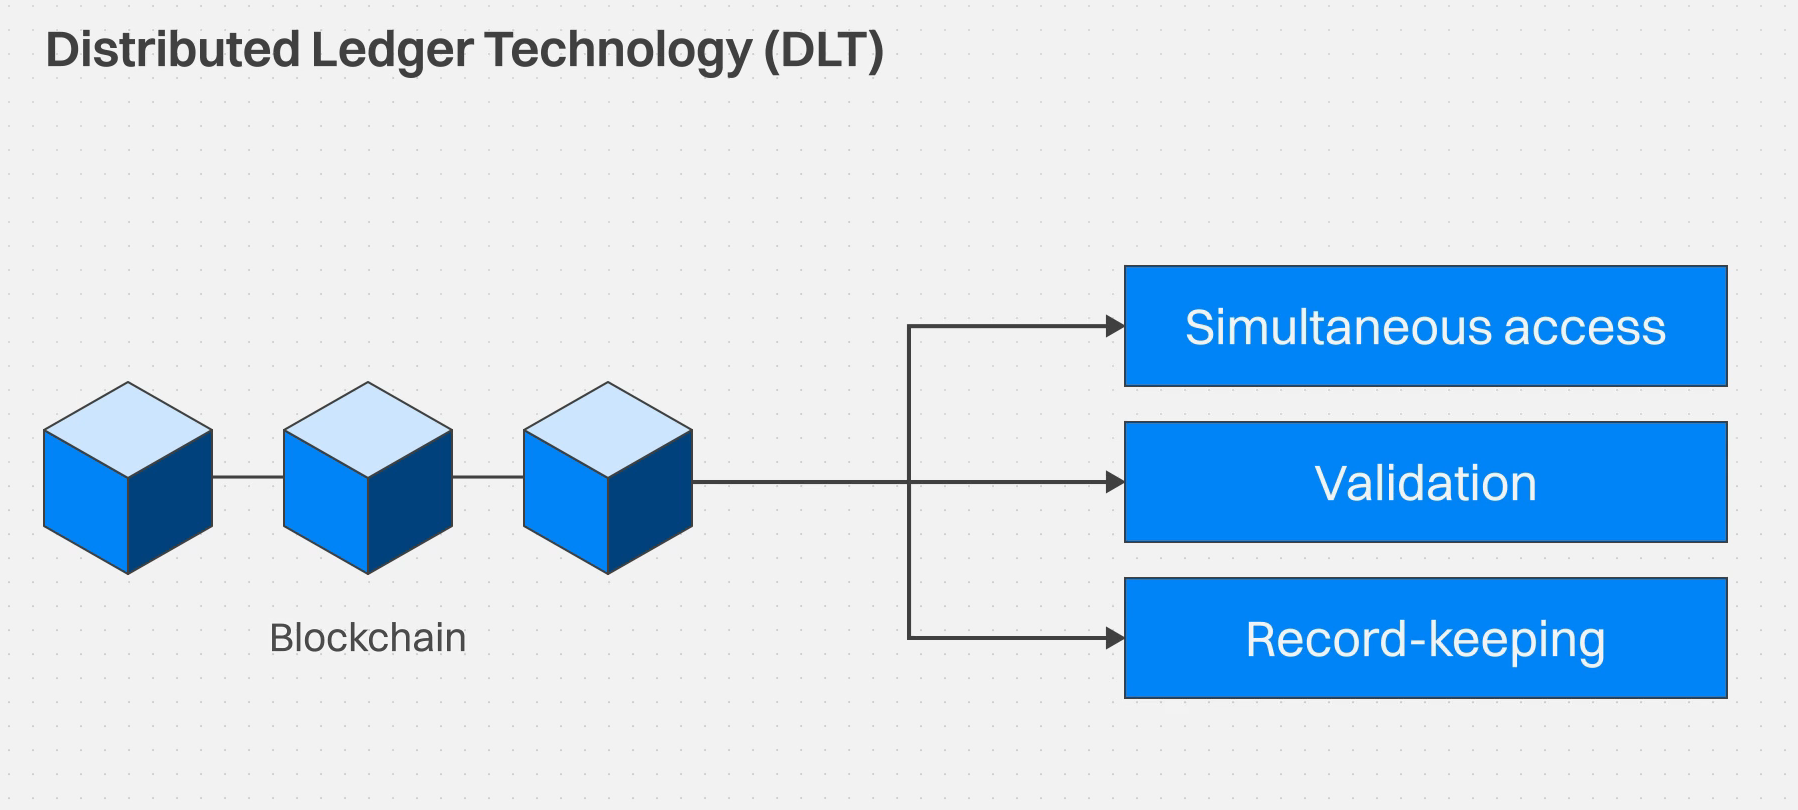 Distributed Ledger Technology (DLT)
Simultaneous access
Validation
Record-keeping
Blockchain